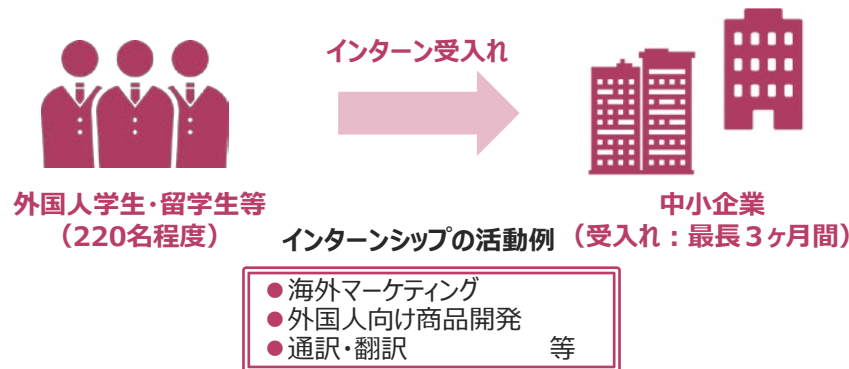 インターン受入れ
外国人学生・留学生等
（220名程度）
中小企業
（受入れ：最長３ヶ月間）
インターンシップの活動例
●海外マーケティング
●外国人向け商品開発
●通訳・翻訳　　　　　等